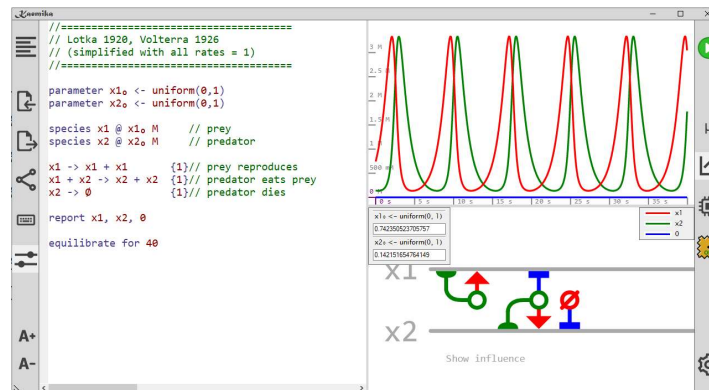 Kaemika
//======================================
// Lotka 1920, Volterra 1926
// (simplified with all rates = 1)
//======================================
parameter x1₀ <- uniform(0,1)
parameter x2₀ <- uniform(0,1)
species x1 @ x1₀ M // prey
species x2 @ x2₀ M // predator
x1 -> x1 + x1 {1}// prey reproduces
x1 + x2 -> x2 + x2 {1}// predator eats prey
x2 -> Ø {1}// predator dies
report x1, x2, 0
equilibrate for 40
A+
A-
3 M
2.5 M
2 M
1.5 M
1 M
500 mM
0 M
0 s 5 s 10 s 15 s 20 s 25 s 30 s 35 s
x1₀ <- uniform(0, 1)
0.742350523705757
x2₀ <- uniform(0, 1)
0.142151654764149
x1
x2
0
x1
x2
Show influence